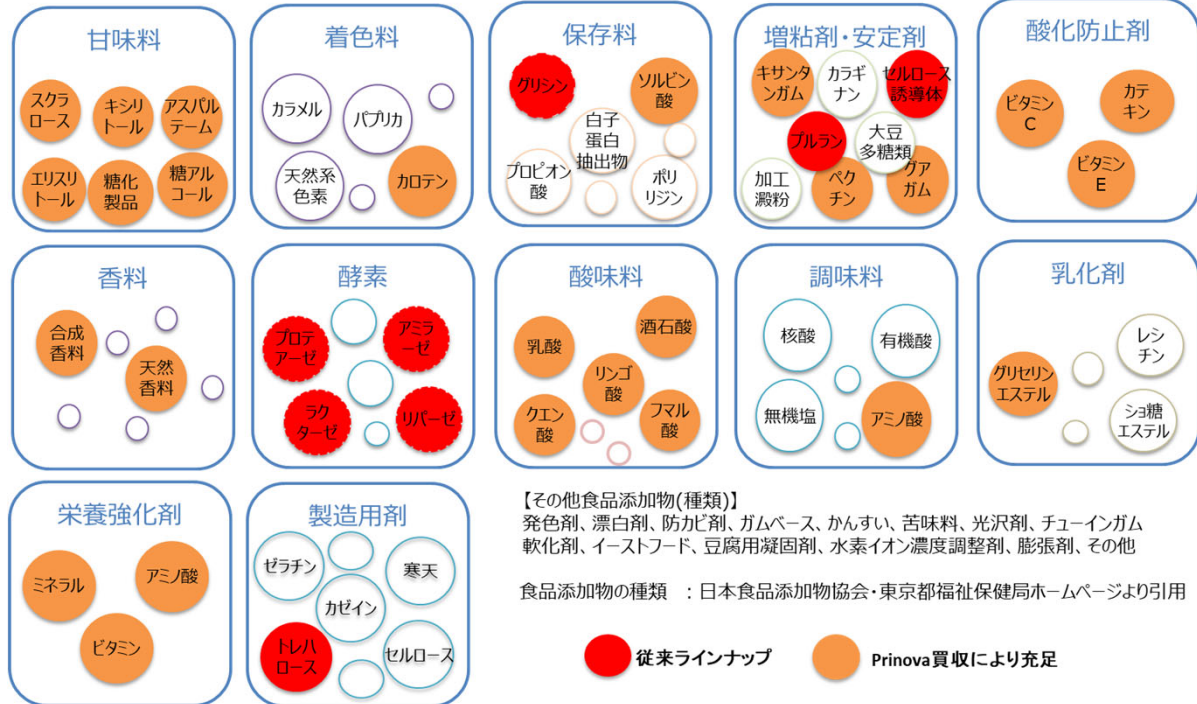 甘味料
スクラ
ロース
キシリ
トール
アスパル
テーム
エリスリ
トール
糖化
製品
糖アル
コール
着色料
カラメル
パプリカ
天然系
色素
カロテン
保存料
グリシン
ソルビン
酸
白子
蛋白
抽出物
プロピオン
酸
ポリ
リジン
増粘剤・安定剤
キサンタ
ンガム
カラギ
ナン
セルロース
誘導体
プルラン
大豆
多糖類
加工
澱粉
ペク
チン
グア
ガム
酸化防止剤
ビタミン
C
カテ
キン
ビタミン
E
香料
合成
香料
天然
香料
酵素
プロテ
アーゼ
アミラ
ーゼ
ラク
ターゼ
リパーゼ
酸味料
乳酸
酒石酸
リンゴ
酸
クエン
酸
フマル
酸
調味料
核酸
有機酸
無機塩
アミノ酸
乳化剤
グリセリン
エステル
レシ
チン
ショ糖
エステル
栄養強化剤
ミネラル
アミノ酸
ビタミン
製造用剤
ゼラチン
寒天
カゼイン
トレハ
ロース
セルロース
【その他食品添加物(種類)】
発色剤、漂白剤、防カビ剤、ガムベース、かんすい、苦味料、光沢剤、チューインガム
軟化剤、イーストフード、豆腐用凝固剤、水素イオン濃度調整剤、膨張剤、その他
食品添加物の種類 ：日本食品添加物協会・東京都福祉保健局ホームページより引用
従来ラインナップ
Prinova買収により充足